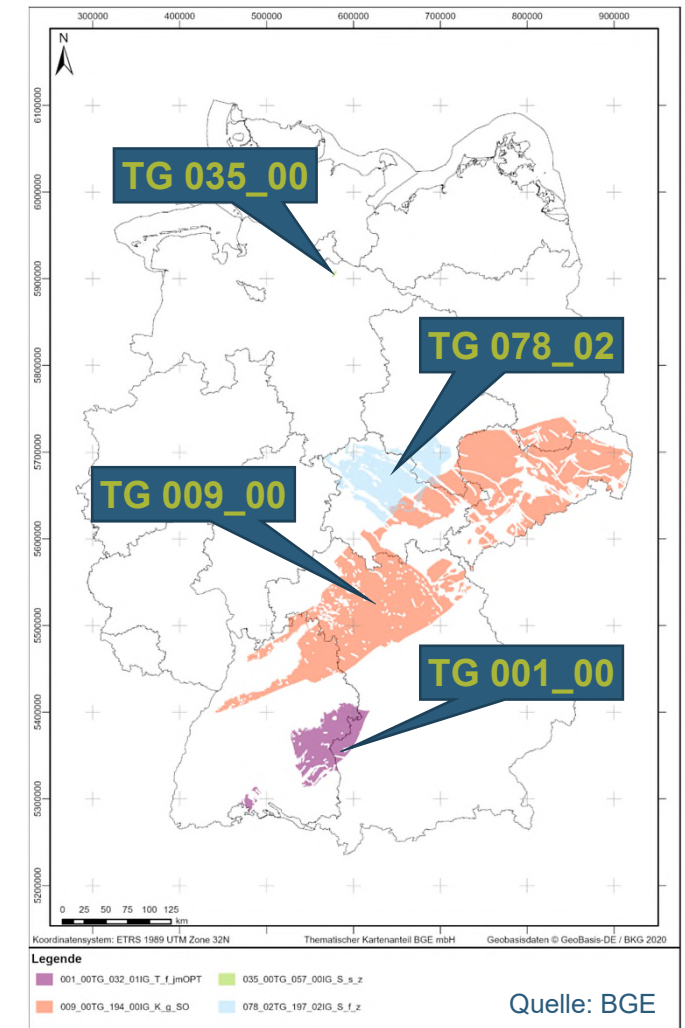 300000 400000 500000 600000 700000 800000 900000
N
6100000
TG 035_00
6000000
5900000
TG 078_02
5800000
5700000
TG 009_00
5600000
5500000
TG 001_00
5400000
5300000
5200000
0 25 50 75 100 125
km
Koordinatensystem: ETRS 1989 UTM Zone 32N Thematischer Kartenanteil BGE mbH Geobasisdaten © GeoBasis-DE / BKG 2020
Legende
001_00TG_032_01IG_T_f_jmOPT 035_00TG_057_00IG_S_s_z
009_00TG_194_00IG_K_g_SO 078_02TG_197_02IG_S_f_z
Quelle: BGE